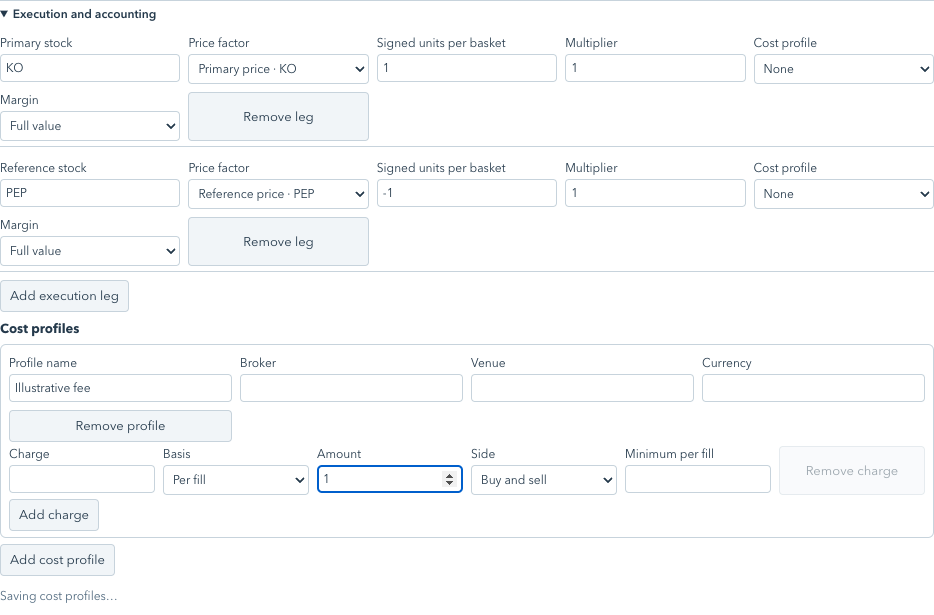 ▼ Execution and accounting
Primary stock Price factor Signed units per basket Multiplier Cost profile
KO Primary price · KO 1 1 None
Margin
Full value Remove leg
Reference stock Price factor Signed units per basket Multiplier Cost profile
PEP Reference price · PEP -1 1 None
Margin
Full value Remove leg
Add execution leg
Cost profiles
Profile name Broker Venue Currency
Illustrative fee
Remove profile
Charge Basis Amount Side Minimum per fill
Per fill 1 Buy and sell Remove charge
Add charge
Add cost profile
Saving cost profiles…